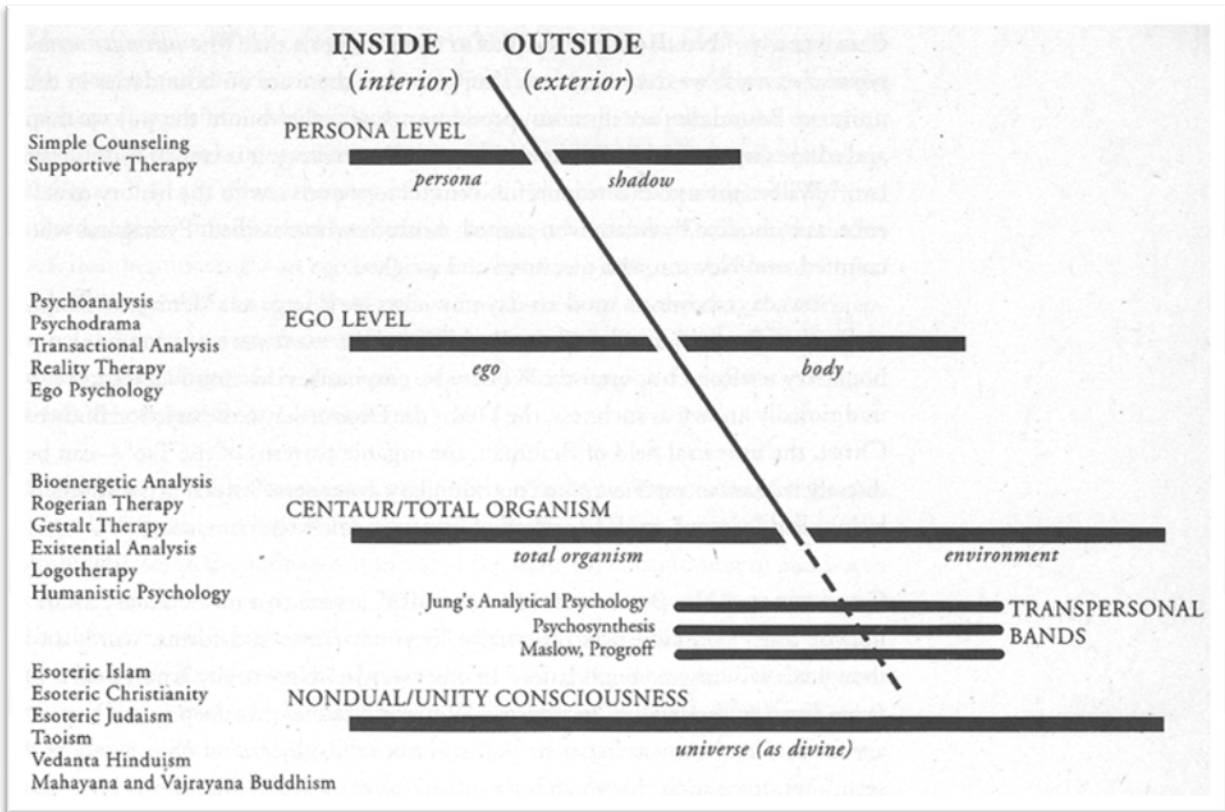 INSIDE OUTSIDE
(interior) (exterior)
PERSONA LEVEL
Simple Counseling
Supportive Therapy
persona shadow
Psychoanalysis
Psychodrama
Transactional Analysis
Reality Therapy
Ego Psychology
EGO LEVEL
ego body
Bioenergetic Analysis
Rogerian Therapy
Gestalt Therapy
Existential Analysis
Logotherapy
Humanistic Psychology
CENTAUR/TOTAL ORGANISM
total organism environment
Jung's Analytical Psychology
Psychosynthesis
Maslow, Progroff
TRANSPERSONAL
BANDS
Esoteric Islam
Esoteric Christianity
Esoteric Judaism
Taoism
Vedanta Hinduism
Mahayana and Vajrayana Buddhism
NONDUAL/UNITY CONSCIOUSNESS
universe (as divine)